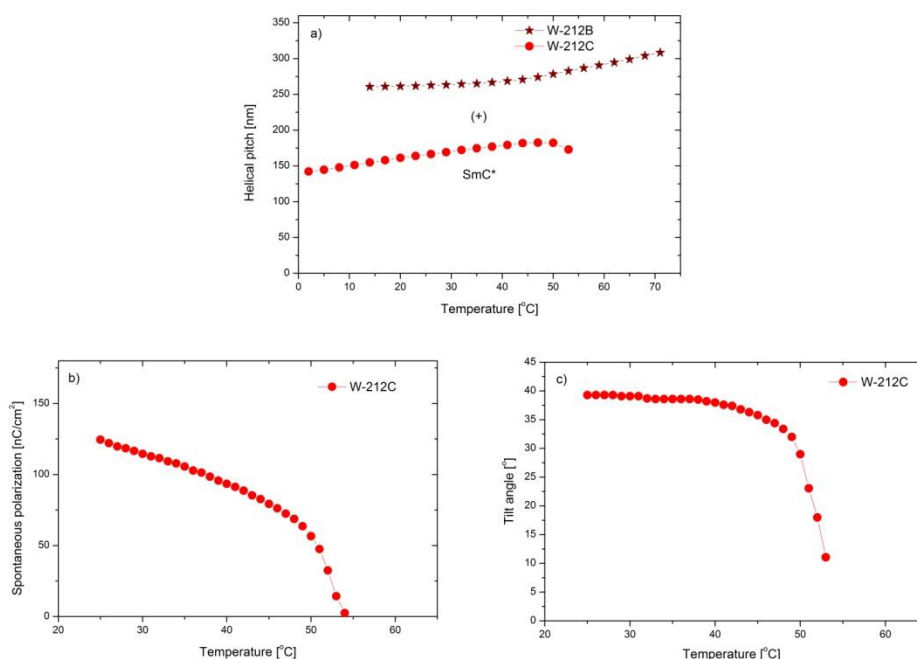 a)
W-212B
W-212C
Helical pitch [nm]
350
300
250
200
150
100
50
0
(+)
SmC*
0 10 20 30 40 50 60 70
Temperature [°C]
b)
W-212C
Spontaneous polarization [nC/cm²]
150
100
50
0
20 30 40 50 60
Temperature [°C]
c)
W-212C
Tilt angle [°]
45
40
35
30
25
20
15
10
5
0
20 30 40 50 60
Temperature [°C]